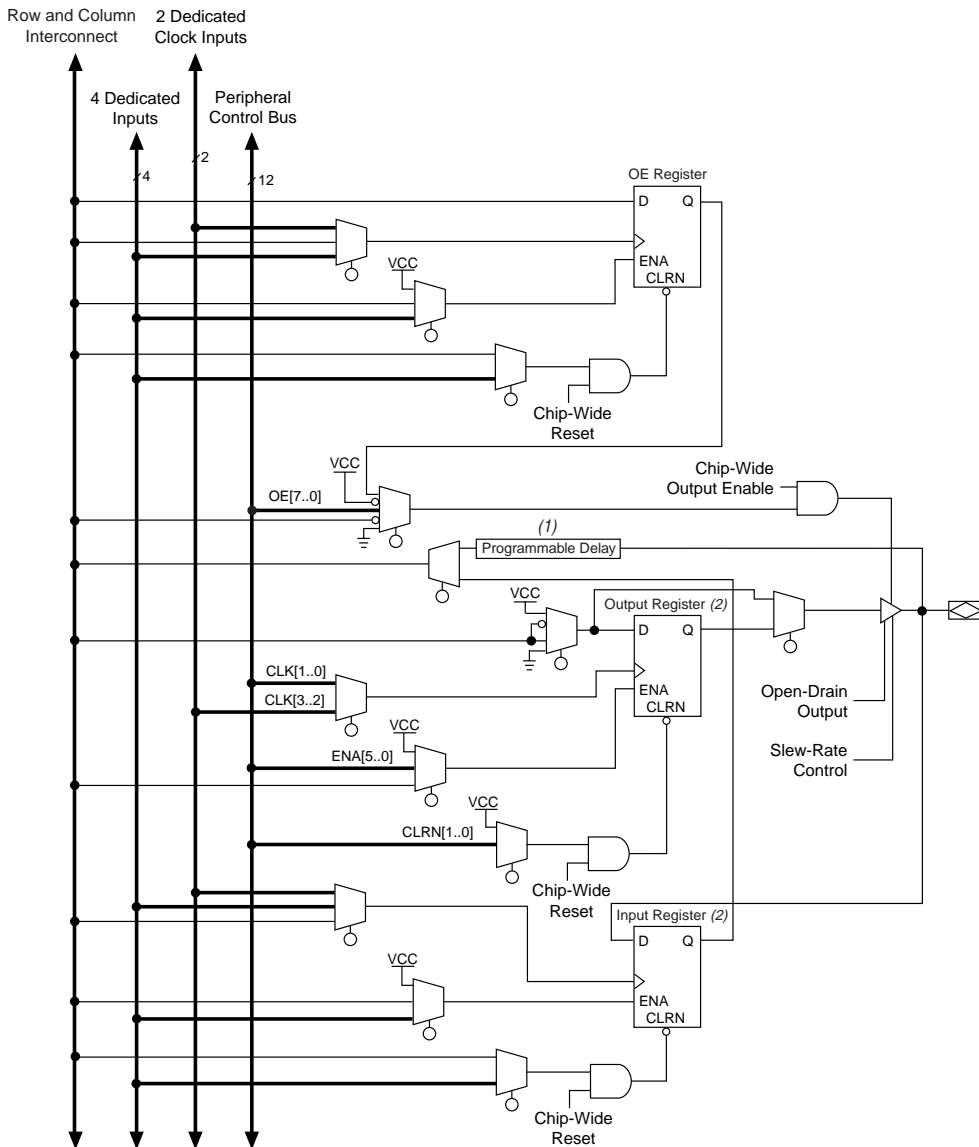 Row and Column
Interconnect
2 Dedicated
Clock Inputs
4 Dedicated
Inputs
Peripheral
Control Bus
2
4
12
OE Register
D Q
ENA
CLRN
VCC
Chip-Wide
Reset
VCC
OE[7..0]
Chip-Wide
Output Enable
(1)
Programmable Delay
VCC
Output Register (2)
D Q
ENA
CLRN
CLK[1..0]
CLK[3..2]
Open-Drain
Output
VCC
ENA[5..0]
Slew-Rate
Control
VCC
CLRN[1..0]
Chip-Wide
Reset
Input Register (2)
D Q
ENA
CLRN
VCC
Chip-Wide
Reset